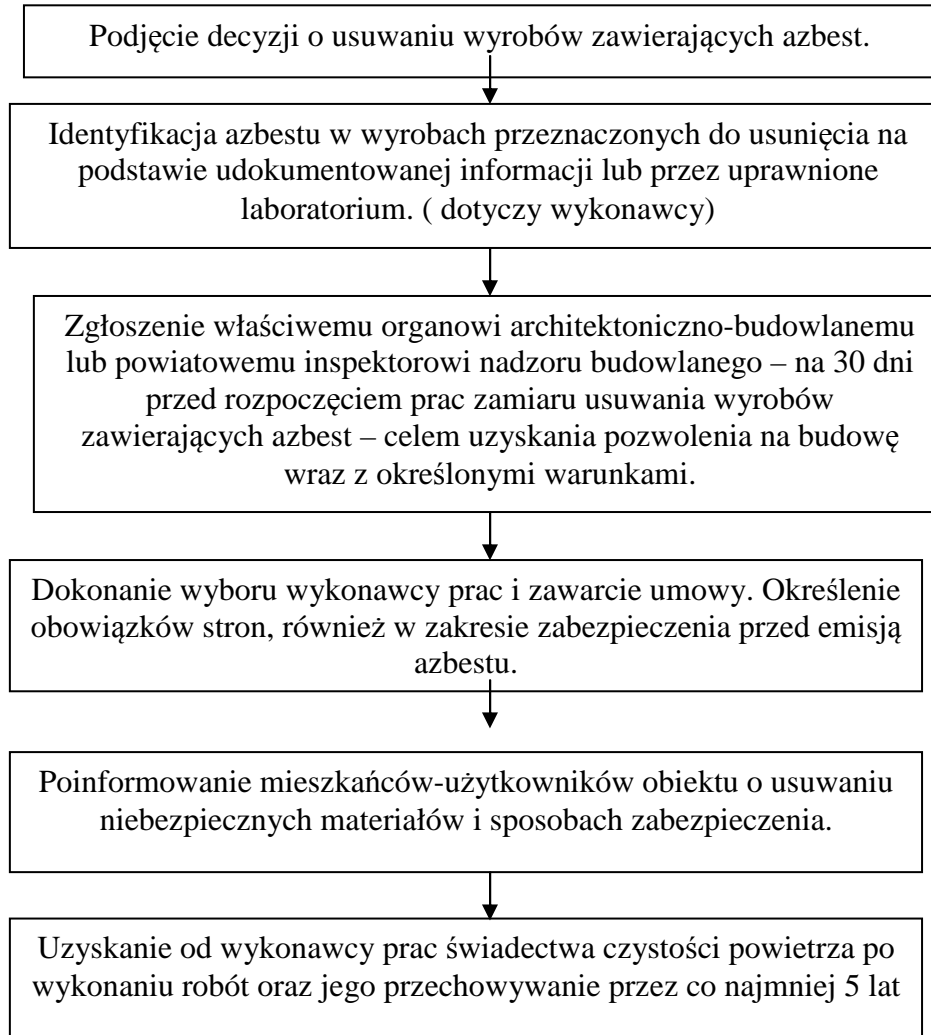 Podjęcie decyzji o usuwaniu wyrobów zawierających azbest.
Identyfikacja azbestu w wyrobach przeznaczonych do usunięcia na
podstawie udokumentowanej informacji lub przez uprawnione
laboratorium. ( dotyczy wykonawcy)
Zgłoszenie właściwemu organowi architektoniczno-budowlanemu
lub powiatowemu inspektorowi nadzoru budowlanego – na 30 dni
przed rozpoczęciem prac zamiaru usuwania wyrobów
zawierających azbest – celem uzyskania pozwolenia na budowę
wraz z określonymi warunkami.
Dokonanie wyboru wykonawcy prac i zawarcie umowy. Określenie
obowiązków stron, również w zakresie zabezpieczenia przed emisją
azbestu.
Poinformowanie mieszkańców-użytkowników obiektu o usuwaniu
niebezpiecznych materiałów i sposobach zabezpieczenia.
Uzyskanie od wykonawcy prac świadectwa czystości powietrza po
wykonaniu robót oraz jego przechowywanie przez co najmniej 5 lat